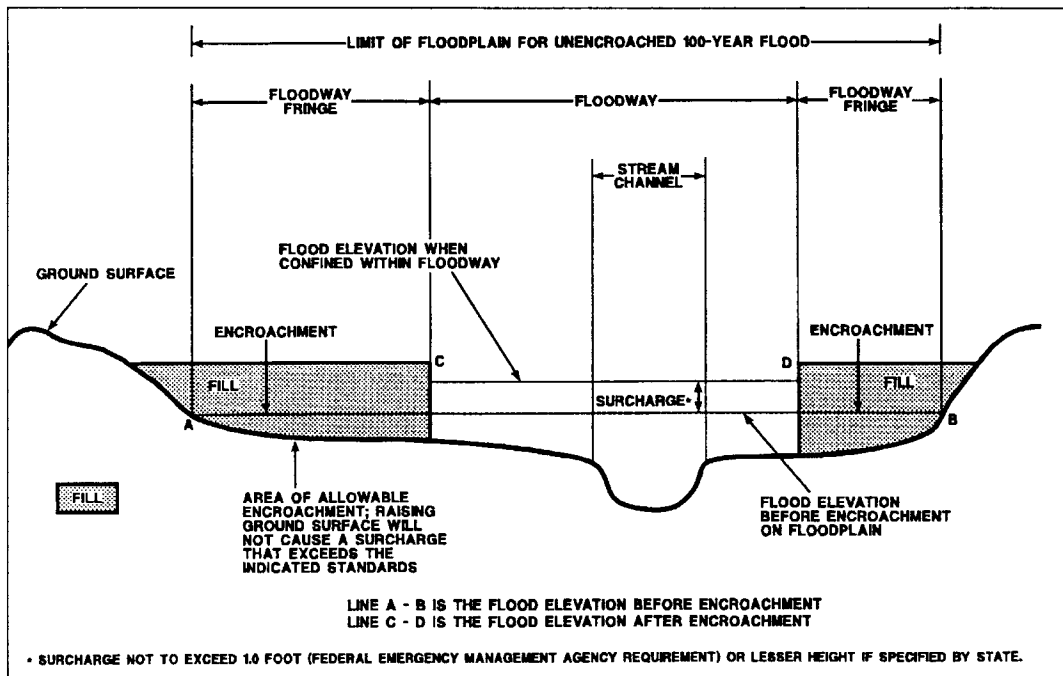 LIMIT OF FLOODPLAIN FOR UNENCROACHED 100-YEAR FLOOD
FLOODWAY
FRINGE
FLOODWAY
FLOODWAY
FRINGE
STREAM
CHANNEL
FLOOD ELEVATION WHEN
CONFINED WITHIN FLOODWAY
GROUND SURFACE
ENCROACHMENT
ENCROACHMENT
C
D
FILL
FILL
SURCHARGE*
A
B
FILL
AREA OF ALLOWABLE
ENCROACHMENT; RAISING
GROUND SURFACE WILL
NOT CAUSE A SURCHARGE
THAT EXCEEDS THE
INDICATED STANDARDS
FLOOD ELEVATION
BEFORE ENCROACHMENT
ON FLOODPLAIN
LINE A - B IS THE FLOOD ELEVATION BEFORE ENCROACHMENT
LINE C - D IS THE FLOOD ELEVATION AFTER ENCROACHMENT
* SURCHARGE NOT TO EXCEED 1.0 FOOT (FEDERAL EMERGENCY MANAGEMENT AGENCY REQUIREMENT) OR LESSER HEIGHT IF SPECIFIED BY STATE.